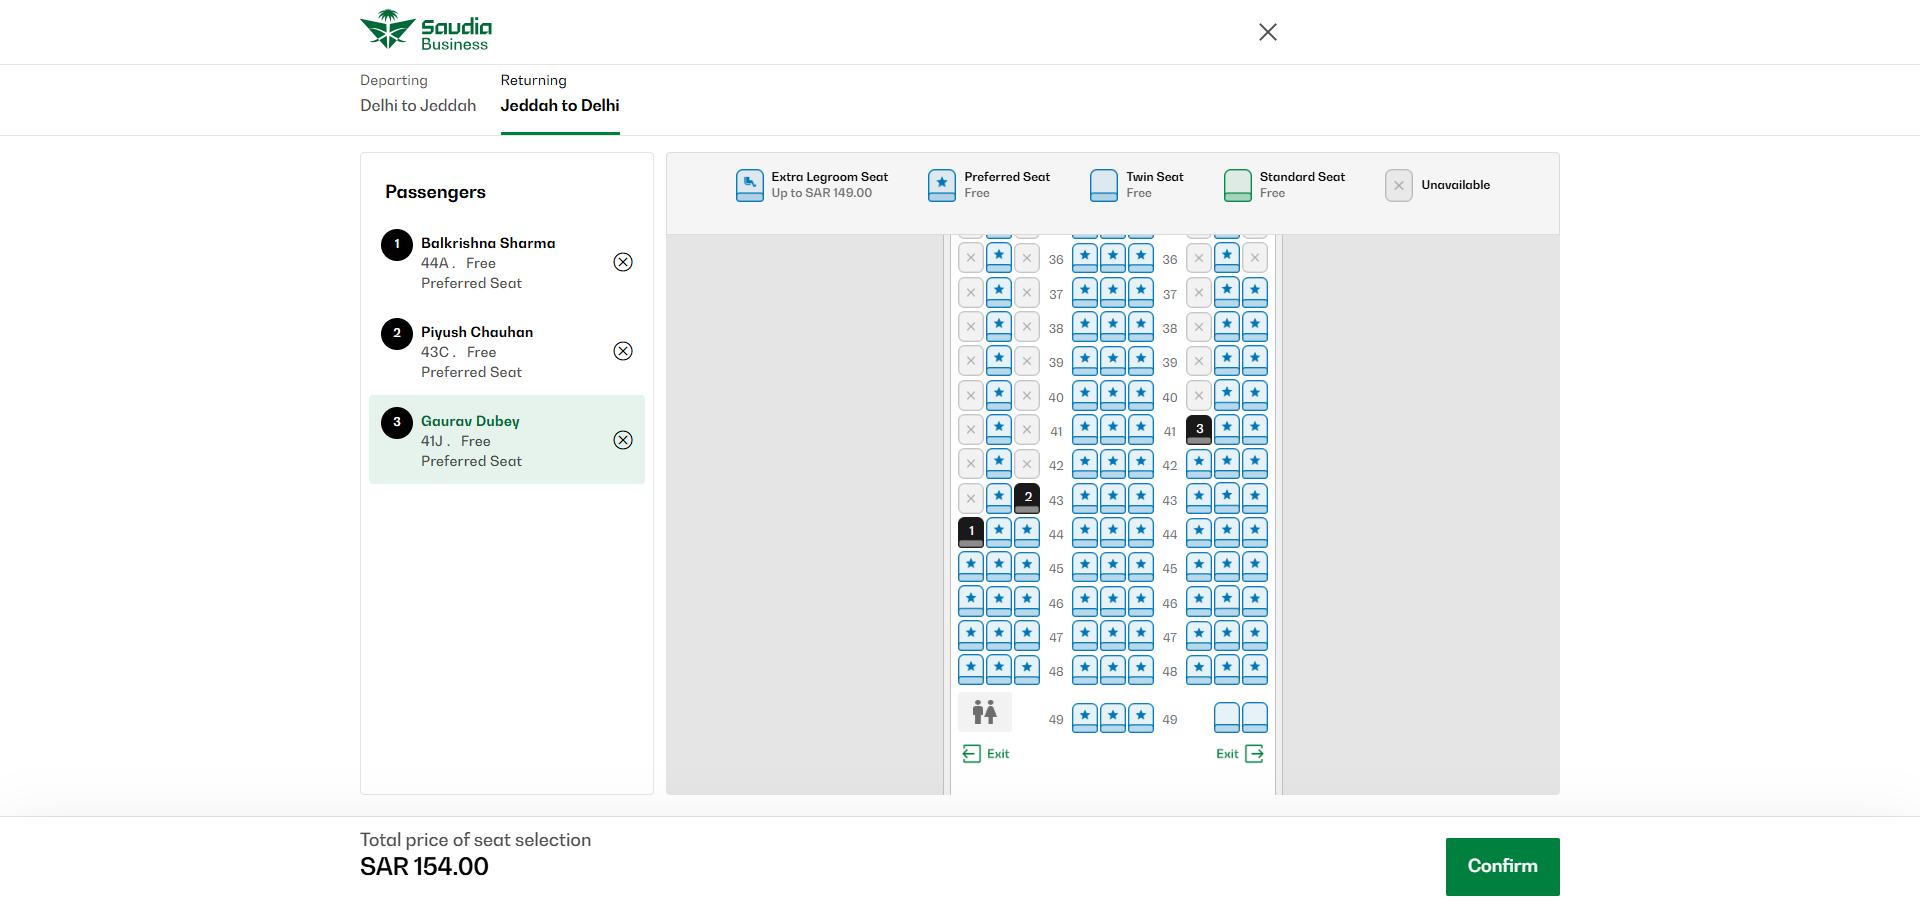 Saudia
Business
Departing
Delhi to Jeddah
Returning
Jeddah to Delhi
Passengers
1
Balkrishna Sharma
44A . Free
Preferred Seat
2
Piyush Chauhan
43C . Free
Preferred Seat
3
Gaurav Dubey
41J . Free
Preferred Seat
Extra Legroom Seat
Up to SAR 149.00
Preferred Seat
Free
Twin Seat
Free
Standard Seat
Free
Unavailable
36 36
37 37
38 38
39 39
40 40
41 41 3
42 42
2 43 43
1 44 44
45 45
46 46
47 47
48 48
49 49
Exit Exit
Total price of seat selection
SAR 154.00
Confirm